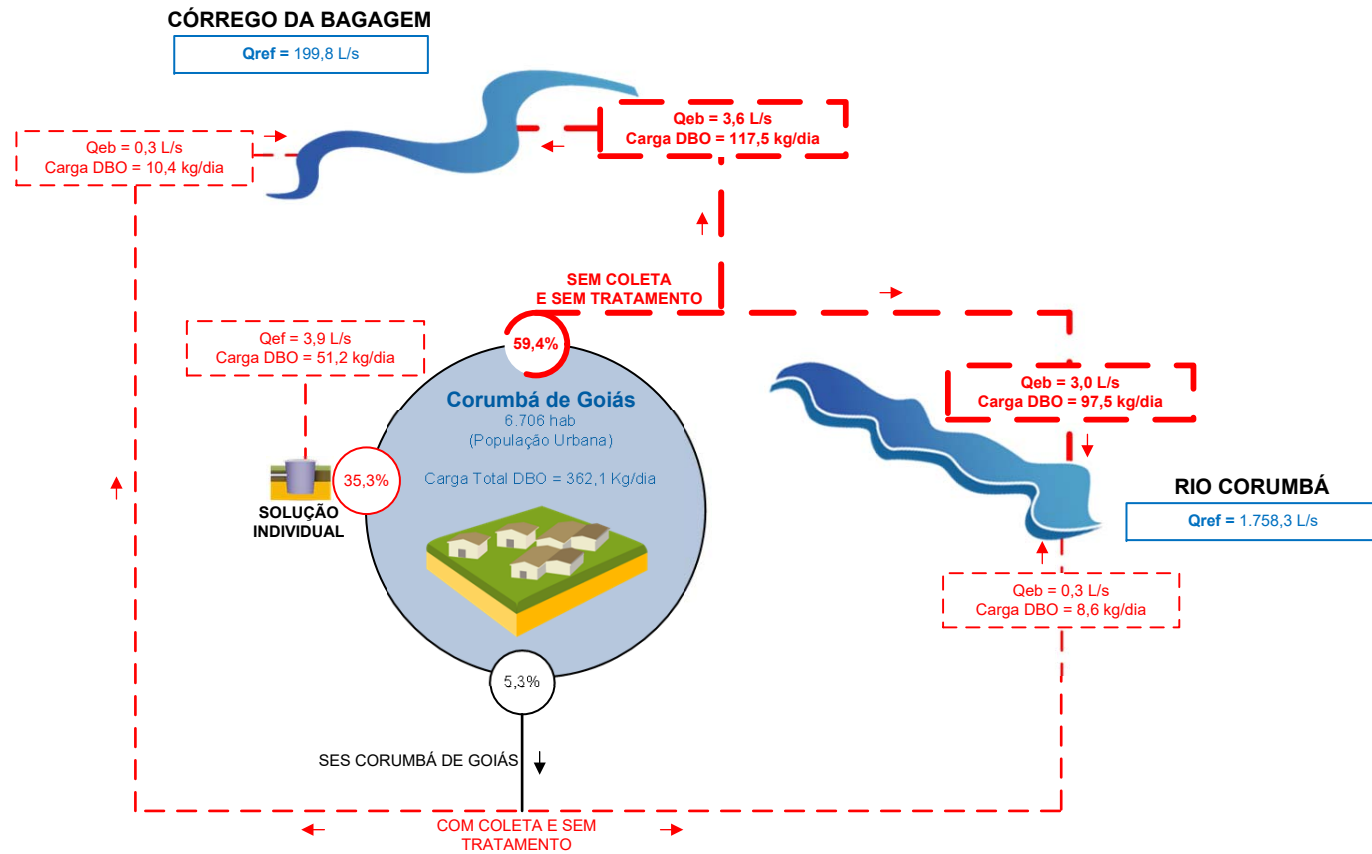 CÓRREGO DA BAGAGEM
Qref = 199,8 L/s
Qeb = 3,6 L/s
Carga DBO = 117,5 kg/dia
Qeb = 0,3 L/s
Carga DBO = 10,4 kg/dia
SEM COLETA
E SEM TRATAMENTO
Qef = 3,9 L/s
Carga DBO = 51,2 kg/dia
59,4%
Corumbá de Goiás
6.706 hab
(População Urbana)
Carga Total DBO = 362,1 Kg/dia
35,3%
SOLUÇÃO
INDIVIDUAL
Qeb = 3,0 L/s
Carga DBO = 97,5 kg/dia
RIO CORUMBÁ
Qref = 1.758,3 L/s
Qeb = 0,3 L/s
Carga DBO = 8,6 kg/dia
5,3%
SES CORUMBÁ DE GOIÁS
COM COLETA E SEM
TRATAMENTO